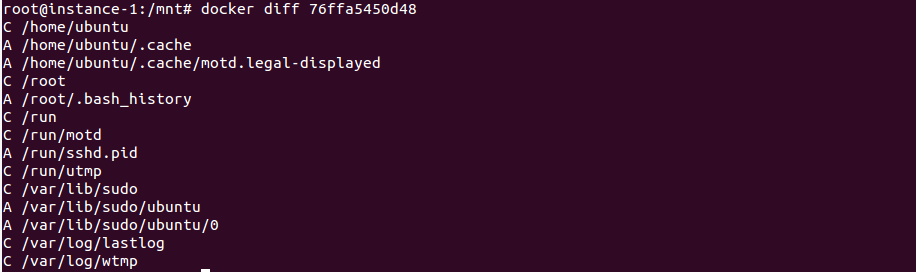 root@instance-1:/mnt# docker diff 76ffa5450d48
C /home/ubuntu
A /home/ubuntu/.cache
A /home/ubuntu/.cache/motd.legal-displayed
C /root
A /root/.bash_history
C /run
C /run/motd
A /run/sshd.pid
C /run/utmp
C /var/lib/sudo
A /var/lib/sudo/ubuntu
A /var/lib/sudo/ubuntu/0
C /var/log/lastlog
C /var/log/wtmp